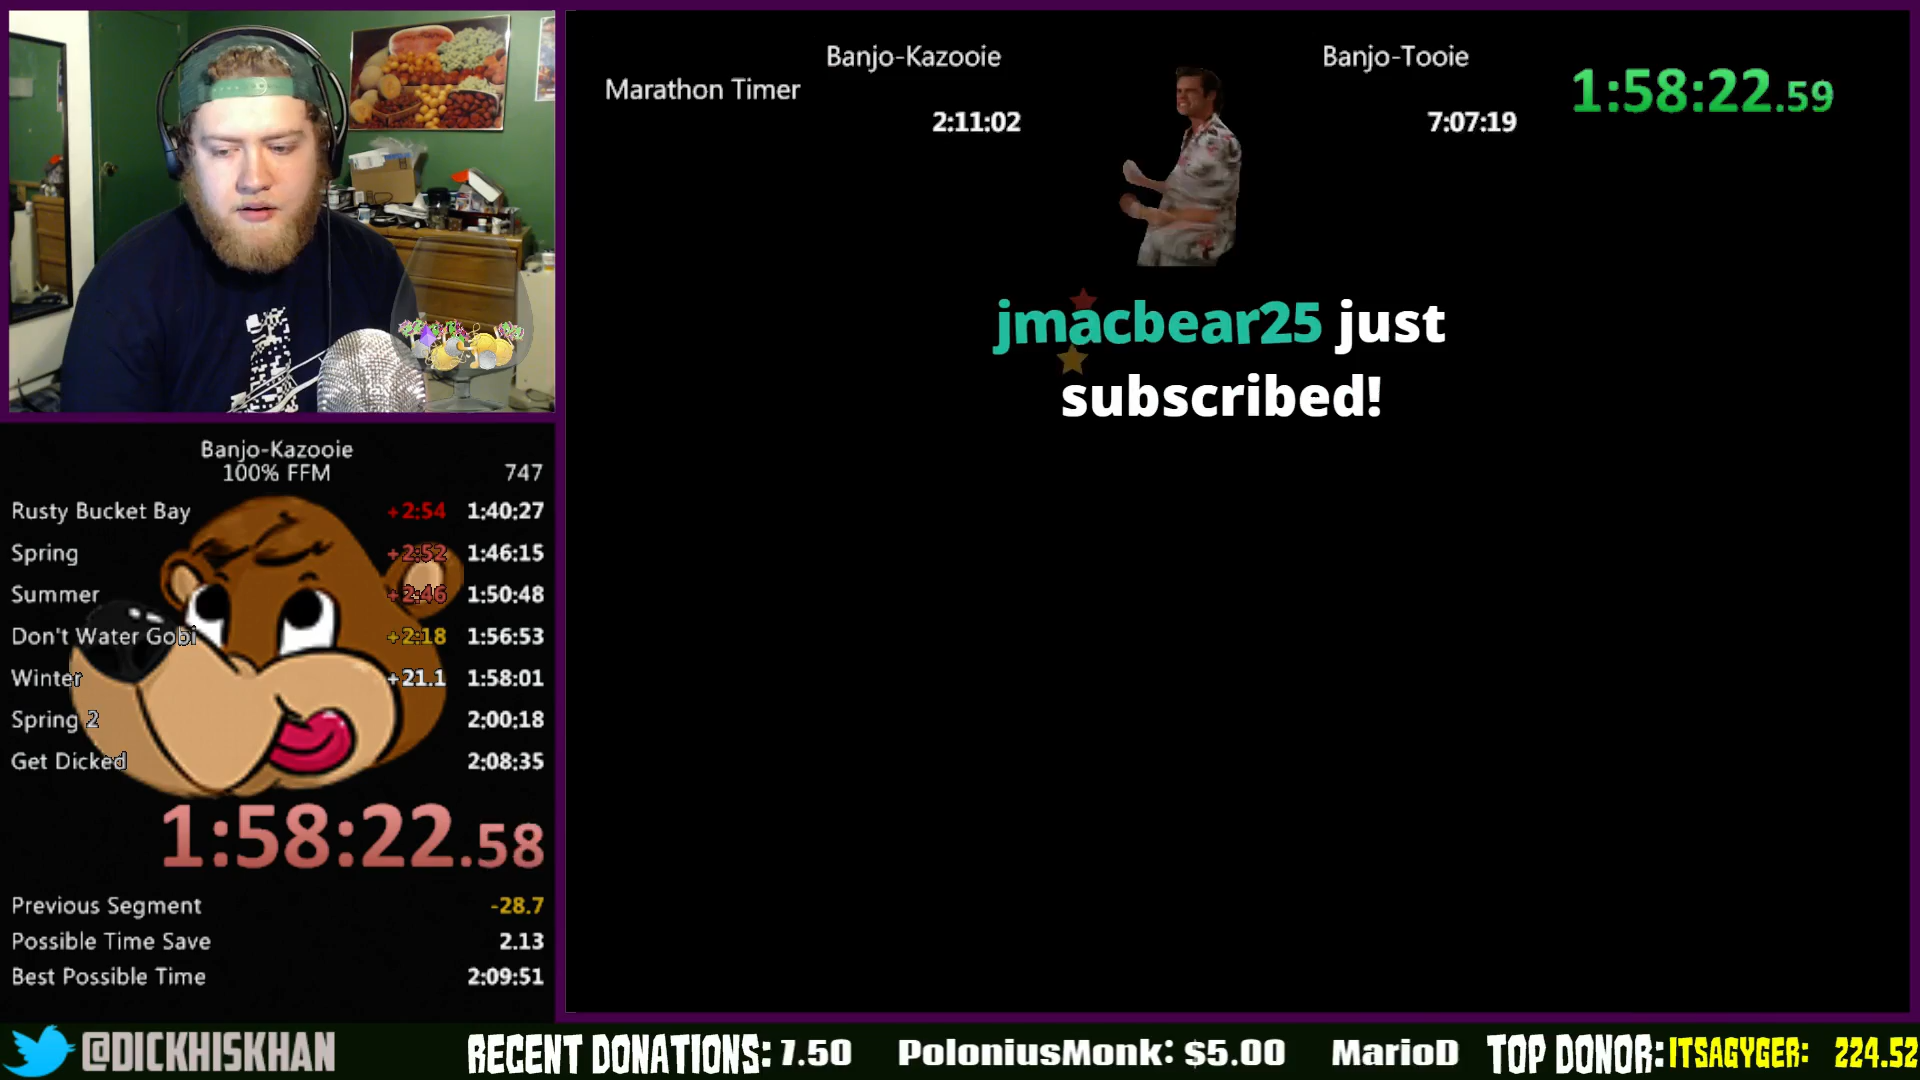 Banjo-Kazooie
Banjo-Tooie
Marathon Timer
2:11:02
7:07:19
1:58:22.59
jmacbear25 just
subscribed!
Banjo-Kazooie
100% FFM 747
Rusty Bucket Bay +2:54 1:40:27
Spring +2:52 1:46:15
Summer +2:46 1:50:48
Don't Water Gobi +2:18 1:56:53
Winter +21.1 1:58:01
Spring 2 2:00:18
Get Dicked 2:08:35
1:58:22.58
Previous Segment -28.7
Possible Time Save 2.13
Best Possible Time 2:09:51
@DICKHISKHAN RECENT DONATIONS: 7.50 PoloniusMonk: $5.00 MarioD TOP DONOR: ITSAGYGER: 224.52